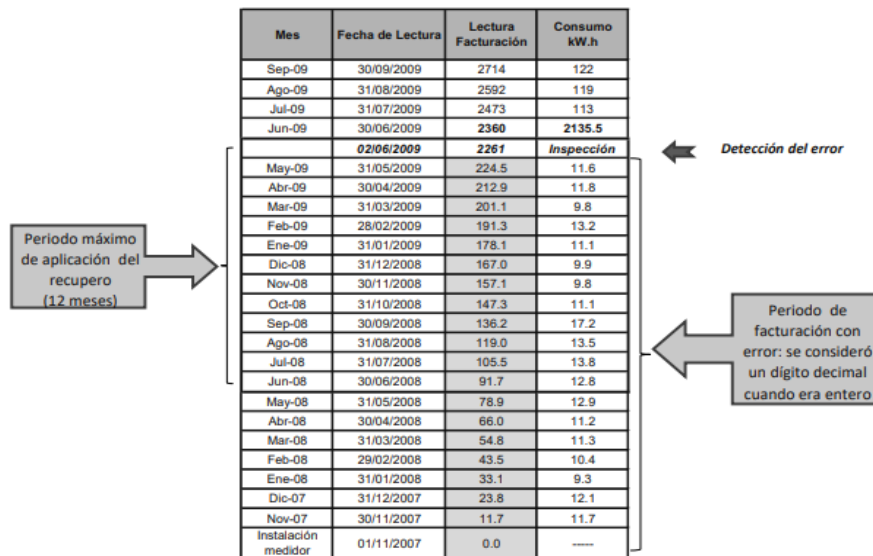 Mes Fecha de Lectura Lectura Facturación Consumo kW.h
Sep-09 30/09/2009 2714 122
Ago-09 31/08/2009 2592 119
Jul-09 31/07/2009 2473 113
Jun-09 30/06/2009 2360 2135.5
02/06/2009 2261 Inspección
Detección del error
May-09 31/05/2009 224.5 11.6
Abr-09 30/04/2009 212.9 11.8
Mar-09 31/03/2009 201.1 9.8
Feb-09 28/02/2009 191.3 13.2
Ene-09 31/01/2009 178.1 11.1
Dic-08 31/12/2008 167.0 9.9
Nov-08 30/11/2008 157.1 9.8
Oct-08 31/10/2008 147.3 11.1
Sep-08 30/09/2008 136.2 17.2
Ago-08 31/08/2008 119.0 13.5
Jul-08 31/07/2008 105.5 13.8
Jun-08 30/06/2008 91.7 12.8
May-08 31/05/2008 78.9 12.9
Abr-08 30/04/2008 66.0 11.2
Mar-08 31/03/2008 54.8 11.3
Feb-08 29/02/2008 43.5 10.4
Ene-08 31/01/2008 33.1 9.3
Dic-07 31/12/2007 23.8 12.1
Nov-07 30/11/2007 11.7 11.7
Instalación medidor 01/11/2007 0.0 -----
Periodo máximo
de aplicación del
recupero
(12 meses)
Periodo de
facturación con
error: se consideró
un dígito decimal
cuando era entero